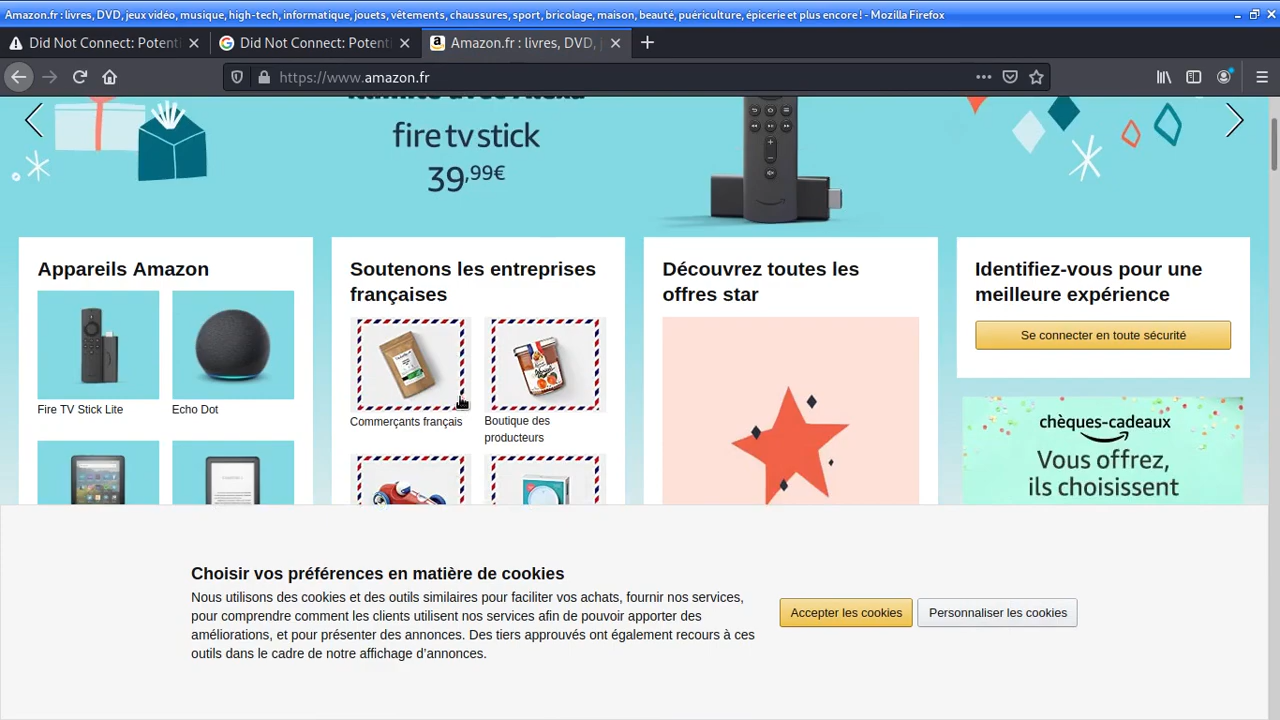 Amazon.fr : livres, DVD, jeux vidéo, musique, high-tech, informatique, jouets, vêtements, chaussures, sport, bricolage, maison, beauté, puériculture, épicerie et plus encore ! - Mozilla Firefox
Did Not Connect: Potenti
Did Not Connect: Potenti
Amazon.fr : livres, DVD,
https://www.amazon.fr
fire tv stick
39,99€
Appareils Amazon
Fire TV Stick Lite
Echo Dot
Soutenons les entreprises
françaises
Commerçants français
Boutique des
producteurs
Découvrez toutes les
offres star
Identifiez-vous pour une
meilleure expérience
Se connecter en toute sécurité
chèques-cadeaux
Vous offrez,
ils choisissent
Choisir vos préférences en matière de cookies
Nous utilisons des cookies et des outils similaires pour faciliter vos achats, fournir nos services,
pour comprendre comment les clients utilisent nos services afin de pouvoir apporter des
améliorations, et pour présenter des annonces. Des tiers approuvés ont également recours à ces
outils dans le cadre de notre affichage d’annonces.
Accepter les cookies
Personnaliser les cookies